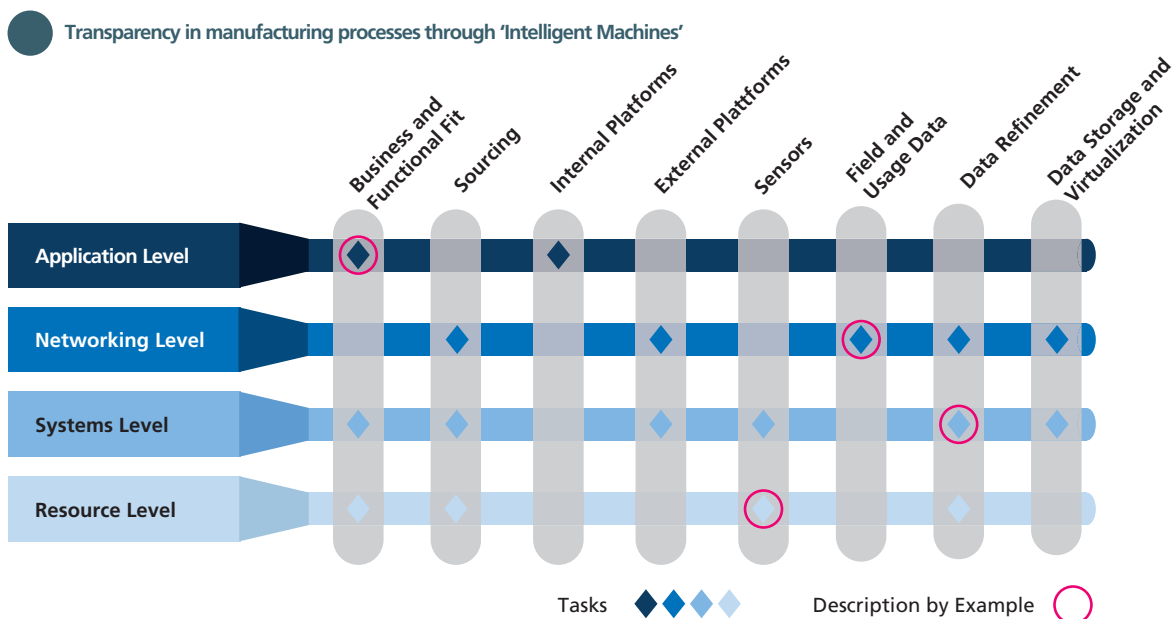 Transparency in manufacturing processes through ‘Intelligent Machines’
Business and
Functional Fit
Sourcing
Internal Platforms
External Plattforms
Sensors
Field and
Usage Data
Data Refinement
Data Storage and
Virtualization
Application Level
Networking Level
Systems Level
Resource Level
Tasks
Description by Example